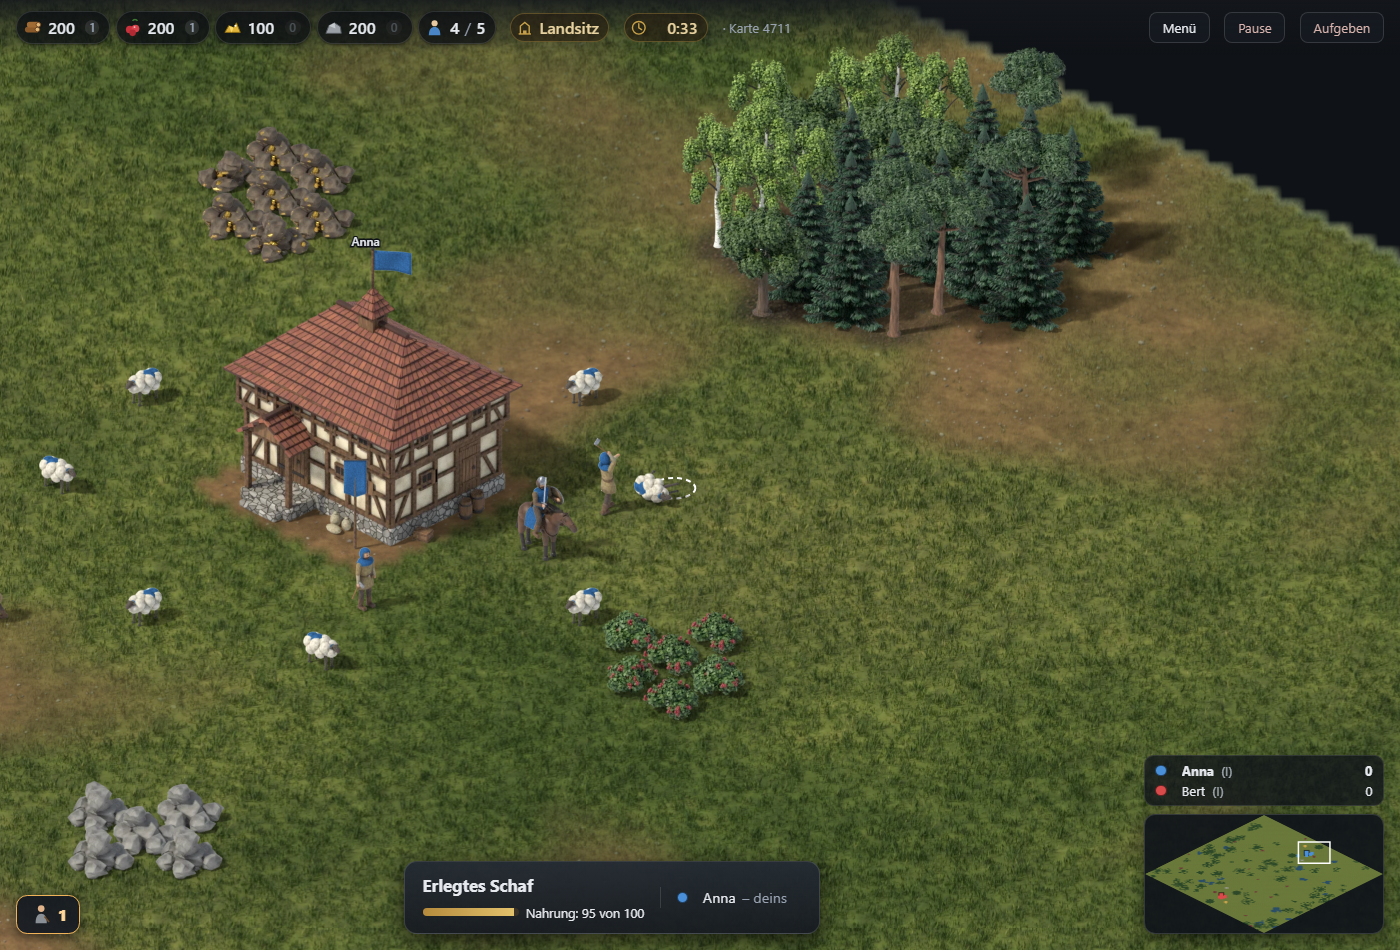 200 1 200 1 100 0 200 0 4 / 5 Landsitz 0:33 · Karte 4711 Menü Pause Aufgeben
Anna
Anna (I) 0
Bert (I) 0
Erlegtes Schaf
Nahrung: 95 von 100
Anna – deins
1